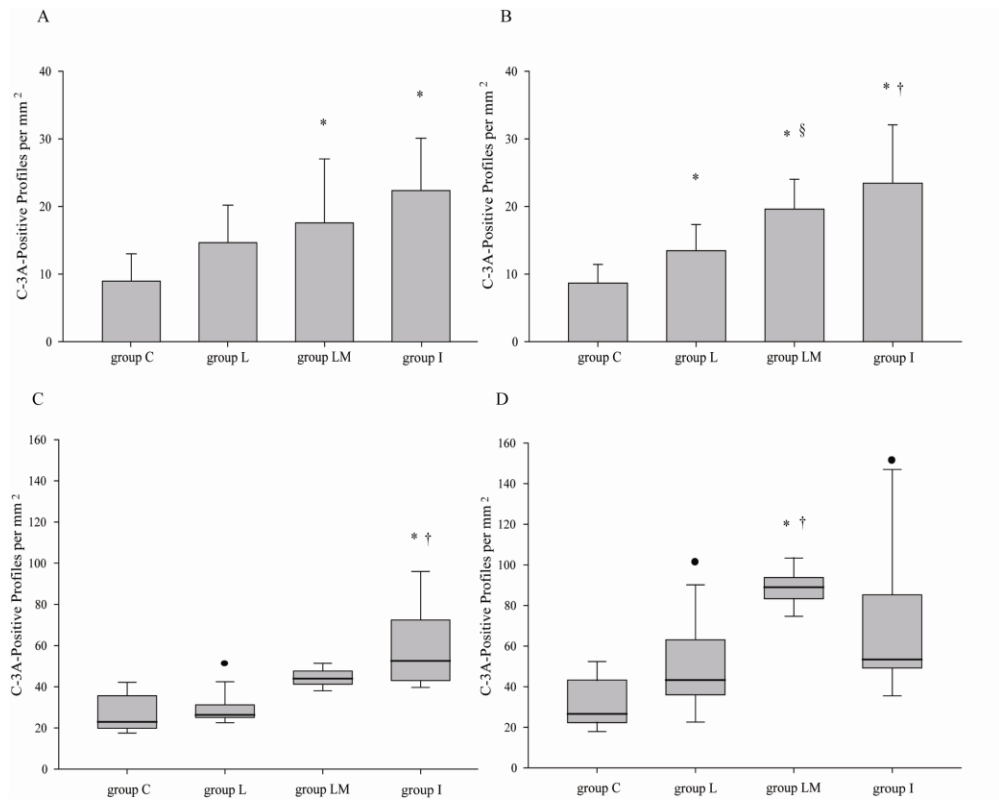 A
C-3A-Positive Profiles per mm 2
40
30
20
10
0
*
*
group C
group L
group LM
group I
B
C-3A-Positive Profiles per mm 2
40
30
20
10
0
*
* §
* †
group C
group L
group LM
group I
C
C-3A-Positive Profiles per mm 2
160
140
120
100
80
60
40
20
0
* †
group C
group L
group LM
group I
D
C-3A-Positive Profiles per mm 2
160
140
120
100
80
60
40
20
0
* †
group C
group L
group LM
group I